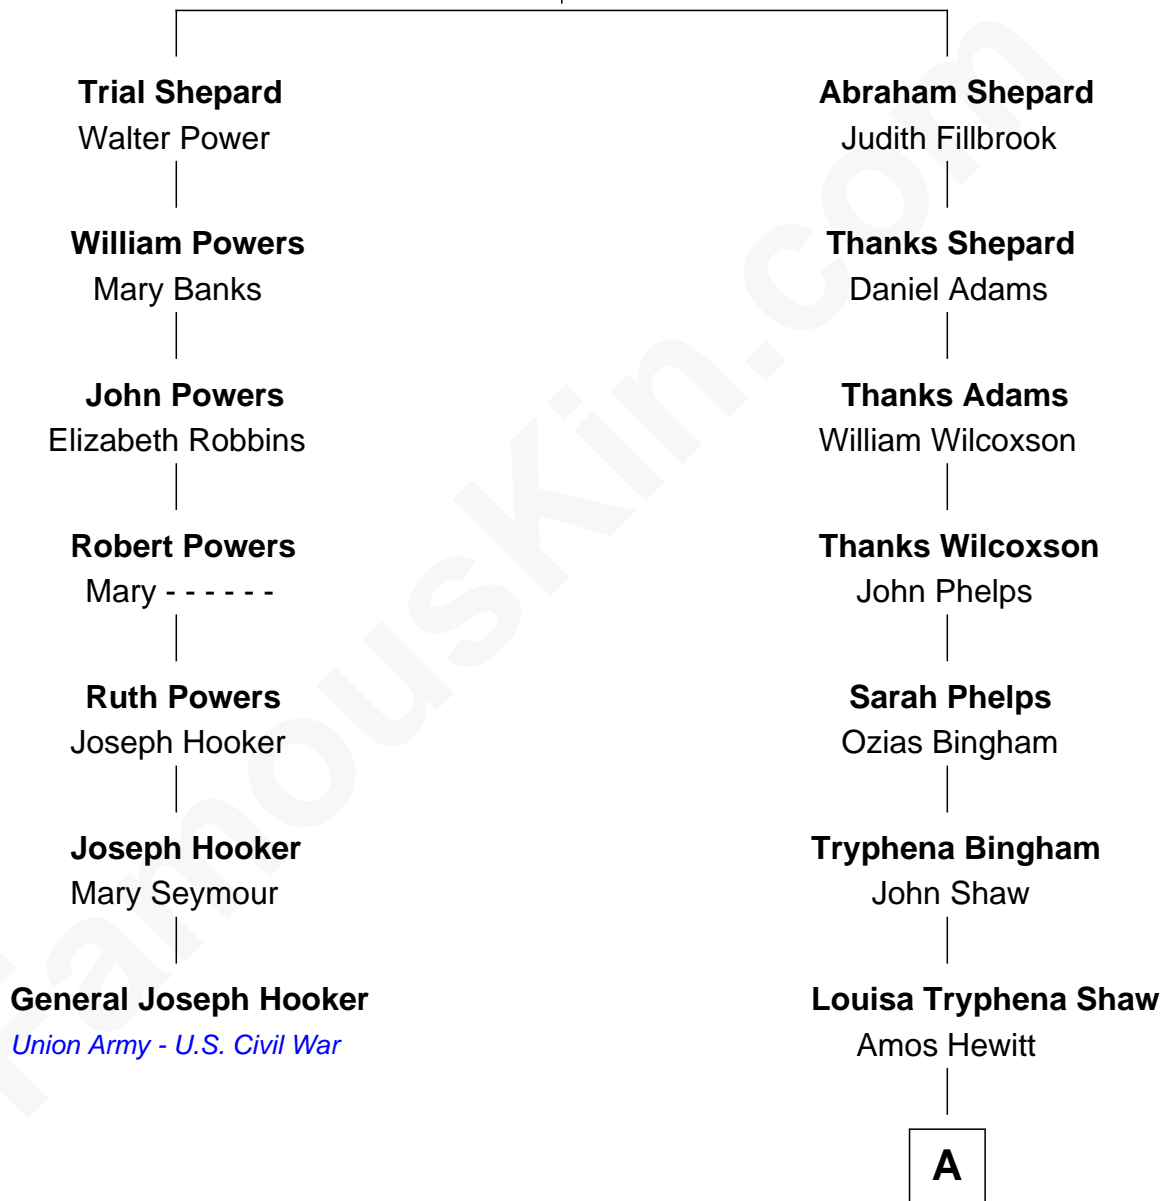 Trial Shepard
Walter Power
William Powers
Mary Banks
John Powers
Elizabeth Robbins
Robert Powers
Mary - - - - - -
Ruth Powers
Joseph Hooker
Joseph Hooker
Mary Seymour
General Joseph Hooker
Union Army - U.S. Civil War
Abraham Shepard
Judith Fillbrook
Thanks Shepard
Daniel Adams
Thanks Adams
William Wilcoxson
Thanks Wilcoxson
John Phelps
Sarah Phelps
Ozias Bingham
Tryphena Bingham
John Shaw
Louisa Tryphena Shaw
Amos Hewitt
A
FamousKin.com